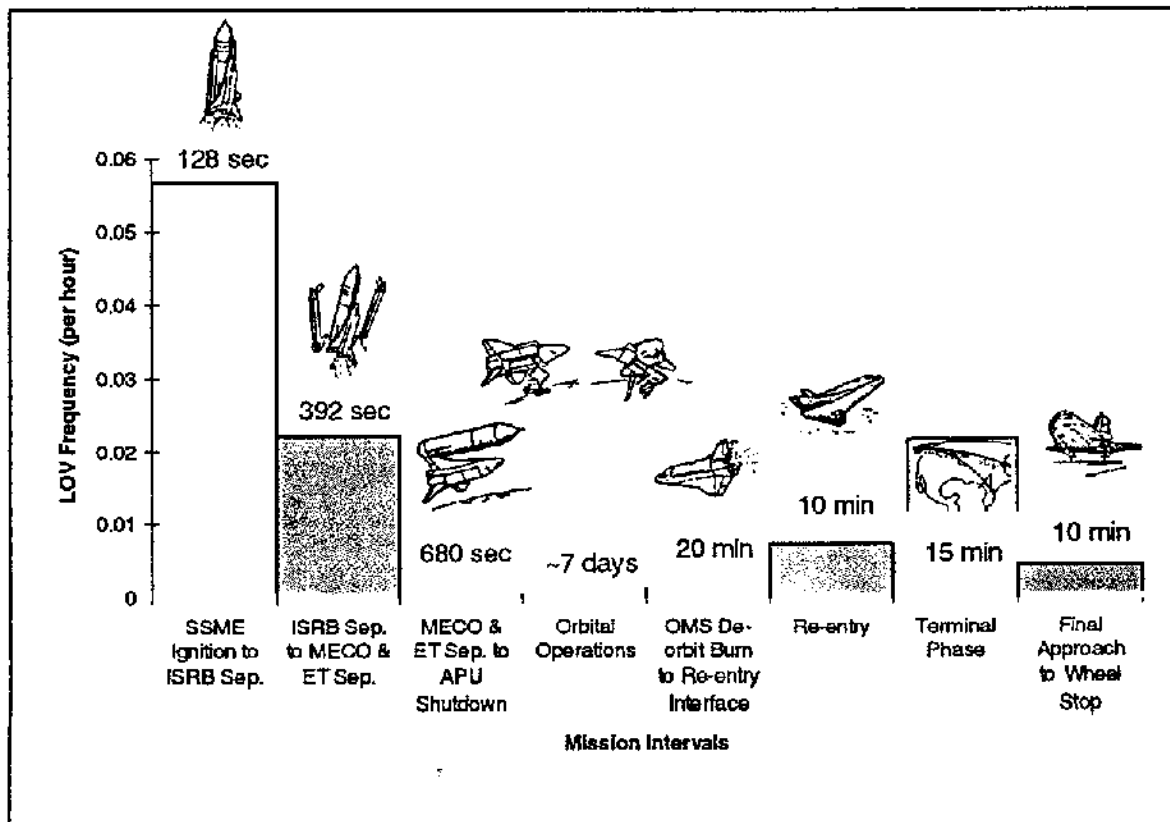 128 sec
0.06
0.05
0.04
0.03
0.02
0.01
0
LOV Frequency (per hour)
392 sec
680 sec
~7 days
20 min
10 min
15 min
10 min
SSME
Ignition to
ISRB Sep.
ISRB Sep.
to MECO &
ET Sep.
MECO &
ET Sep. to
APU
Shutdown
Orbital
Operations
OMS De-
orbit Burn
to Re-entry
Interface
Re-entry
Terminal
Phase
Final
Approach
to Wheel
Stop
Mission Intervals